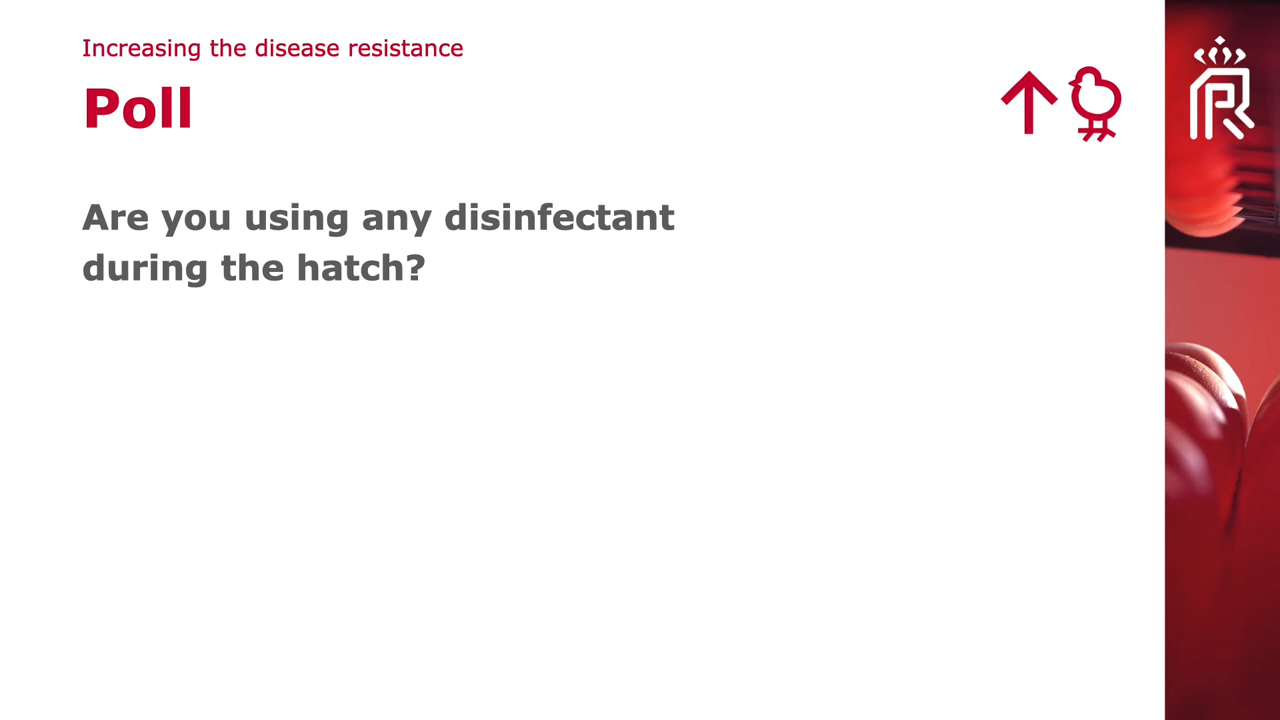 Increasing the disease resistance
Poll
Are you using any disinfectant
during the hatch?